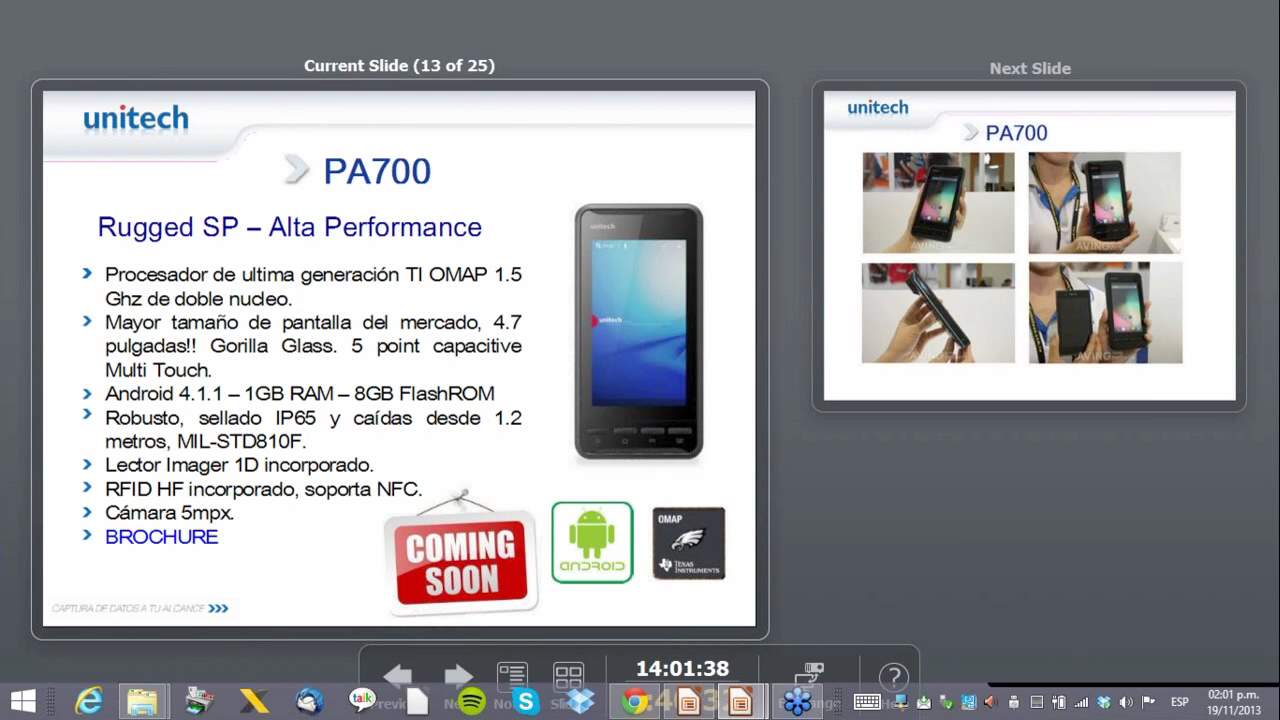 Current Slide (13 of 25)
unitech
PA700
Rugged SP – Alta Performance
Procesador de ultima generación TI OMAP 1.5
Ghz de doble nucleo.
Mayor tamaño de pantalla del mercado, 4.7
pulgadas!! Gorilla Glass. 5 point capacitive
Multi Touch.
Android 4.1.1 – 1GB RAM – 8GB FlashROM
Robusto, sellado IP65 y caídas desde 1.2
metros, MIL-STD810F.
Lector Imager 1D incorporado.
RFID HF incorporado, soporta NFC.
Cámara 5mpx.
BROCHURE
unitech
unitech
COMING
SOON
ANDROID
OMAP
TEXAS
INSTRUMENTS
CAPTURA DE DATOS A TU ALCANCE
Next Slide
unitech
PA700
14:01:38
?
talk
ESP
02:01 p.m.
19/11/2013